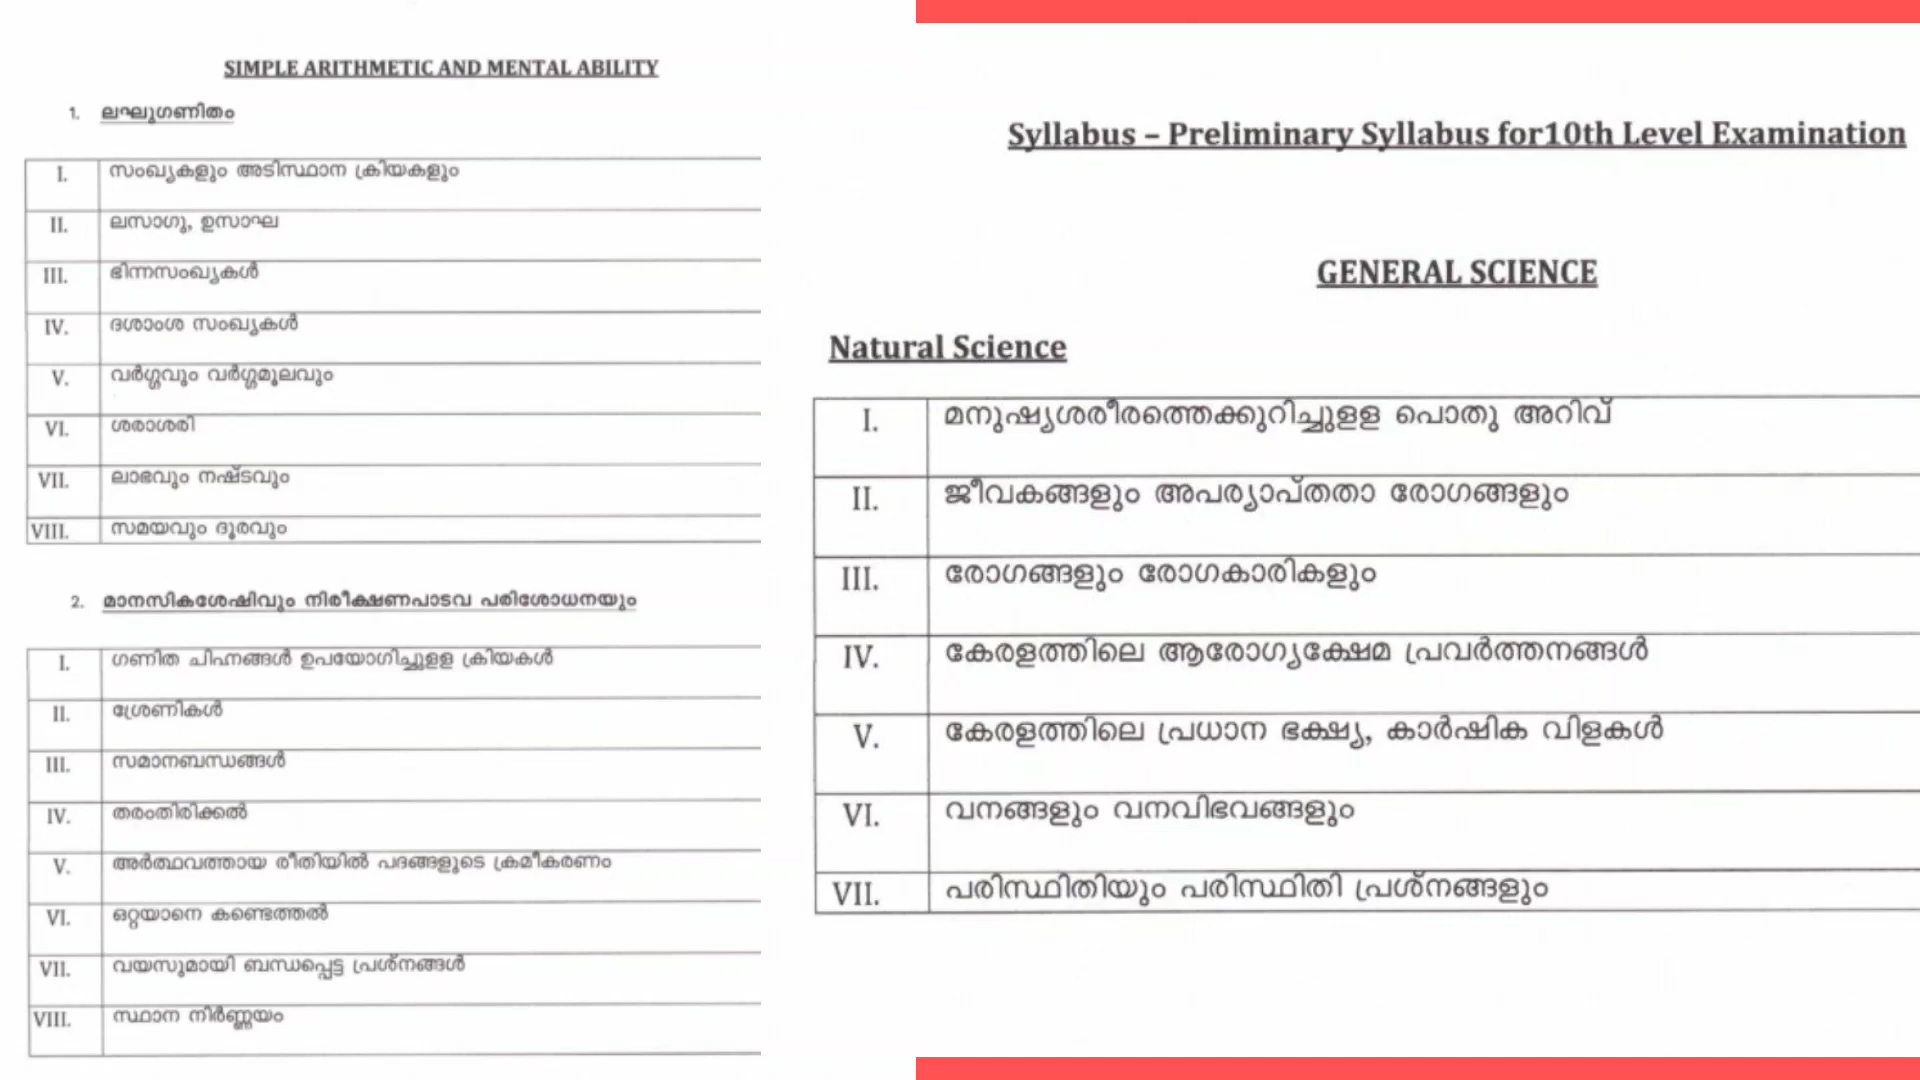 SIMPLE ARITHMETIC AND MENTAL ABILITY
1. ലഘുഗണിതം
I. സംഖ്യകളും അടിസ്ഥാന ക്രിയകളും
II. ലസാഗു, ഉസാഘ
III. ഭിന്നസംഖ്യകൾ
IV. ദശാംശ സംഖ്യകൾ
V. വർഗ്ഗവും വർഗ്ഗമൂലവും
VI. ശരാശരി
VII. ലാഭവും നഷ്ടവും
VIII. സമയവും ദൂരവും
2. മാനസികശേഷിവും നിരീക്ഷണപാടവ പരിശോധനയും
I. ഗണിത ചിഹ്നങ്ങൾ ഉപയോഗിച്ചുളള ക്രിയകൾ
II. ശ്രേണികൾ
III. സമാനബന്ധങ്ങൾ
IV. തരംതിരിക്കൽ
V. അർത്ഥവത്തായ രീതിയിൽ പദങ്ങളുടെ ക്രമീകരണം
VI. ഒറ്റയാനെ കണ്ടെത്തൽ
VII. വയസുമായി ബന്ധപ്പെട്ട പ്രശ്നങ്ങൾ
VIII. സ്ഥാന നിർണ്ണയം
Syllabus – Preliminary Syllabus for10th Level Examination
GENERAL SCIENCE
Natural Science
I. മനുഷ്യശരീരത്തെക്കുറിച്ചുളള പൊതു അറിവ്
II. ജീവകങ്ങളും അപര്യാപ്തതാ രോഗങ്ങളും
III. രോഗങ്ങളും രോഗകാരികളും
IV. കേരളത്തിലെ ആരോഗ്യക്ഷേമ പ്രവർത്തനങ്ങൾ
V. കേരളത്തിലെ പ്രധാന ഭക്ഷ്യ, കാർഷിക വിളകൾ
VI. വനങ്ങളും വനവിഭവങ്ങളും
VII. പരിസ്ഥിതിയും പരിസ്ഥിതി പ്രശ്നങ്ങളും